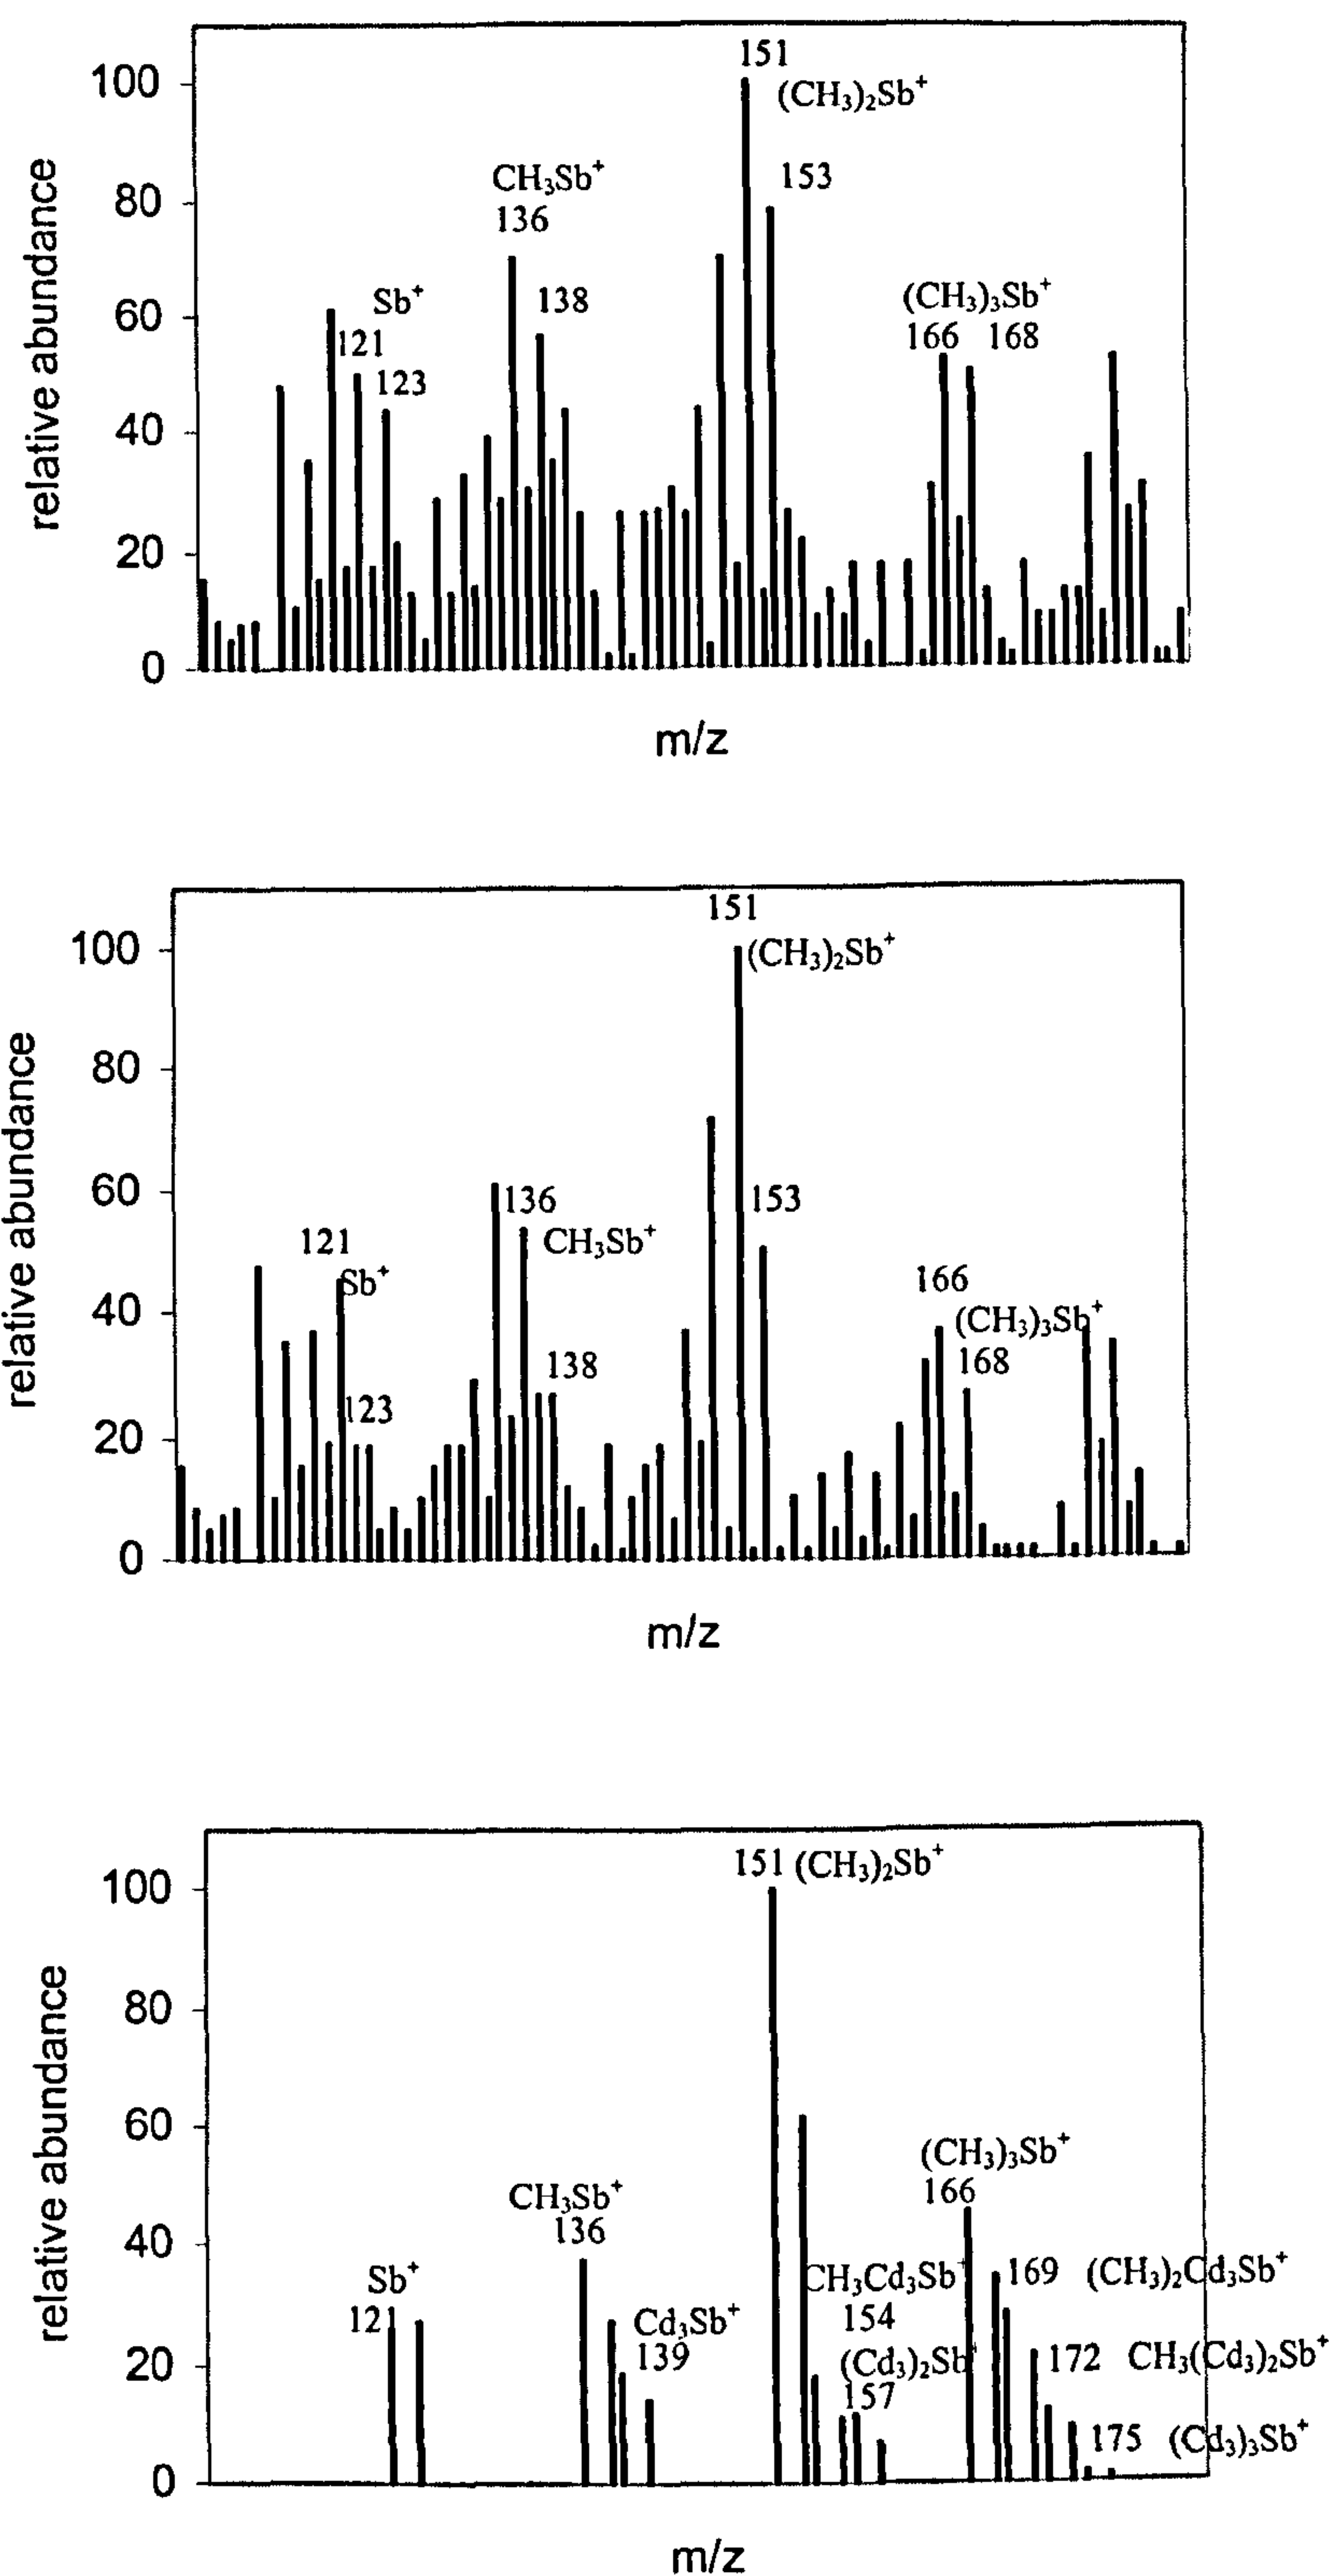 100
80
60
40
20
0
relative abundance
151
(CH₃)₂Sb⁺
153
CH₃Sb⁺
136
138
Sb⁺
121
123
(CH₃)₃Sb⁺
166 168
m/z
100
80
60
40
20
0
relative abundance
151
(CH₃)₂Sb⁺
153
136
CH₃Sb⁺
138
121
Sb⁺
123
166
(CH₃)₃Sb⁺
168
m/z
100
80
60
40
20
0
relative abundance
151 (CH₃)₂Sb⁺
CH₃Sb⁺
136
Sb⁺
121
Cd₃Sb⁺
139
CH₃Cd₃Sb⁺
154
(Cd₃)₂Sb⁺
157
(CH₃)₃Sb⁺
166
169 (CH₃)₂Cd₃Sb⁺
172 CH₃(Cd₃)₂Sb⁺
175 (Cd₃)₃Sb⁺
m/z